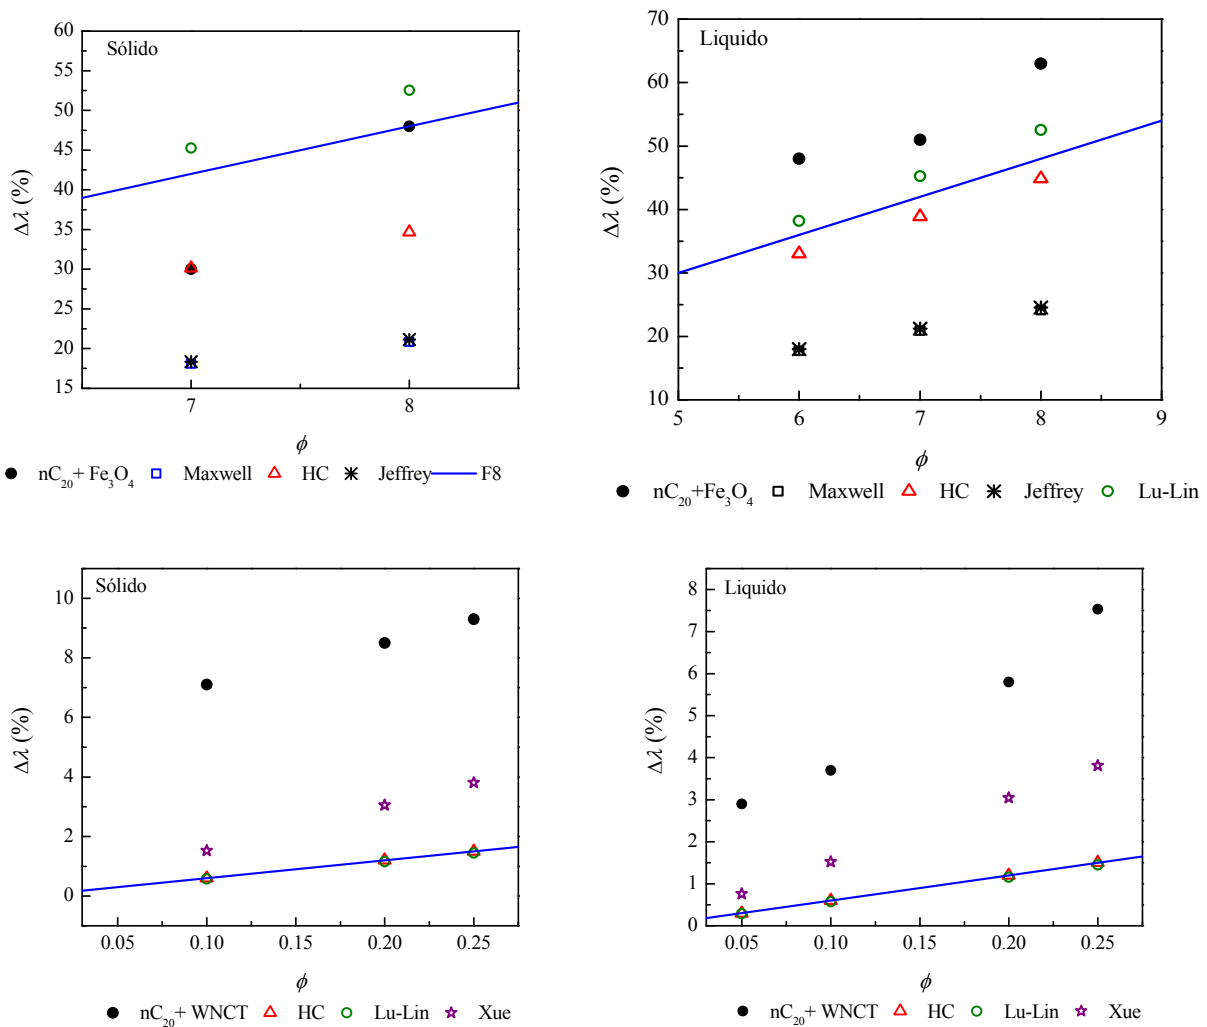 Sólido
60
55
50
45
40
35
30
25
20
15
Δλ (%)
7
8
ϕ
nC₂₀+ Fe₃O₄ Maxwell HC Jeffrey F8
Liquido
70
60
50
40
30
20
10
Δλ (%)
5 6 7 8 9
ϕ
nC₂₀+Fe₃O₄ Maxwell HC Jeffrey Lu-Lin
Sólido
10
8
6
4
2
0
Δλ (%)
0.05 0.10 0.15 0.20 0.25
ϕ
nC₂₀+ WNCT HC Lu-Lin Xue
Liquido
8
7
6
5
4
3
2
1
0
Δλ (%)
0.05 0.10 0.15 0.20 0.25
ϕ
nC₂₀+ WNCT HC Lu-Lin Xue